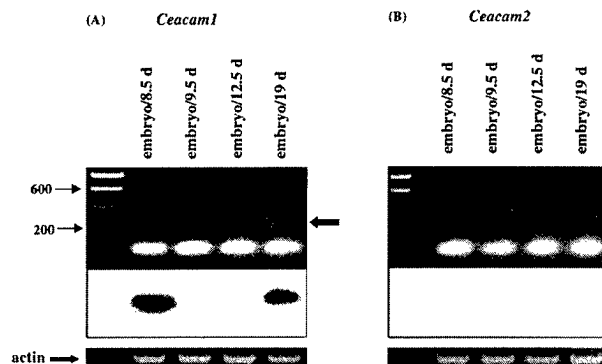 (A) Ceacam1
(B) Ceacam2
embryo/8.5 d
embryo/9.5 d
embryo/12.5 d
embryo/19 d
embryo/8.5 d
embryo/9.5 d
embryo/12.5 d
embryo/19 d
600
200
actin